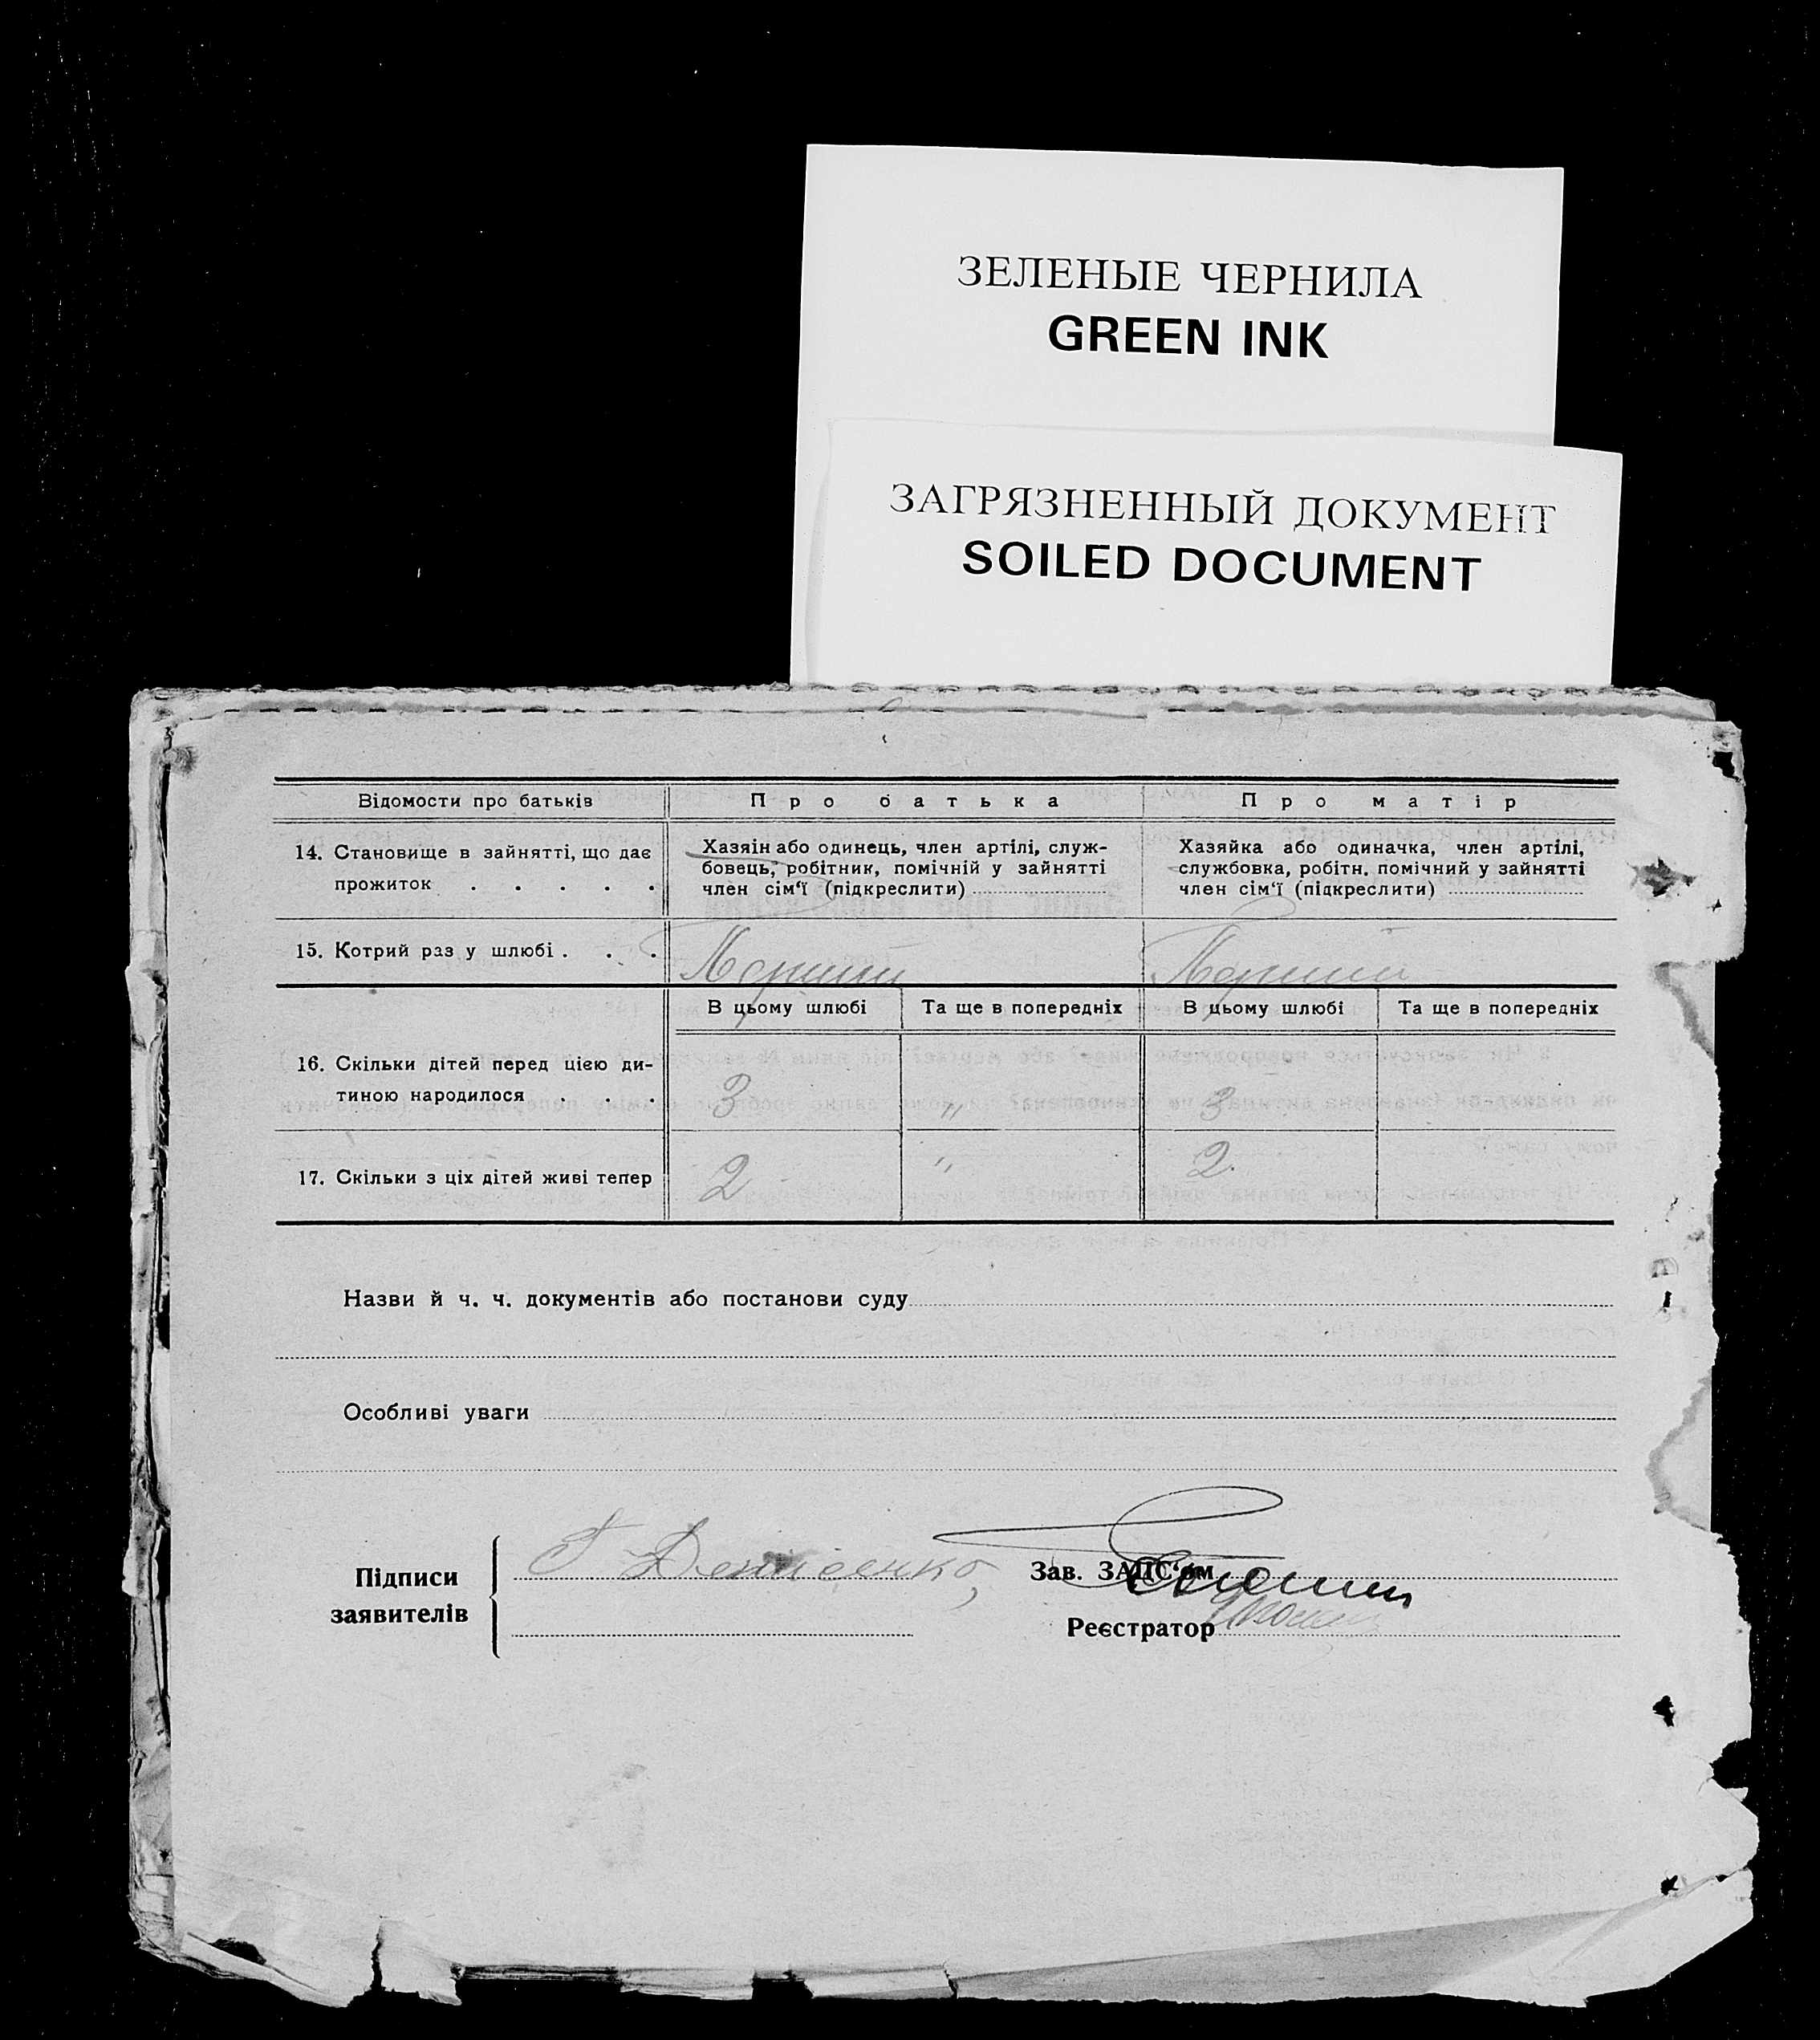 ЗЕЛЕНЫЕ ЧЕРНИЛА
GREEN INK
ЗАГРЯЗНЕННЫЙ ДОКУМЕНТ
SOILED DOCUMENT
Відомости про батьків
Про батька
Про матір
14. Становище в зайнятті, що дає
прожиток . . . . .
Хазяін або одинець, член артілі, служ-
бовець, робітник, помічній у зайнятті
член сім'ї (підкреслити)
Хазяйка або одиначка, член артілі,
службовка, робітн. помічний у зайнятті
член сім'ї (підкреслити)
15. Котрий раз у шлюбі . . .
Перший
Перший
В цьому шлюбі
Та ще в попередніх
В цьому шлюбі
Та ще в попередніх
16. Скільки дітей перед цією ди-
тиною народилося . . .
3
"
3
17. Скільки з ціх дітей живі тепер
2
"
2
Назви й ч. ч. документів або постанови суду
Особливі уваги
Підписи
заявителів
Г Денисенко
Зав. ЗАГС'ом
Реєстратор